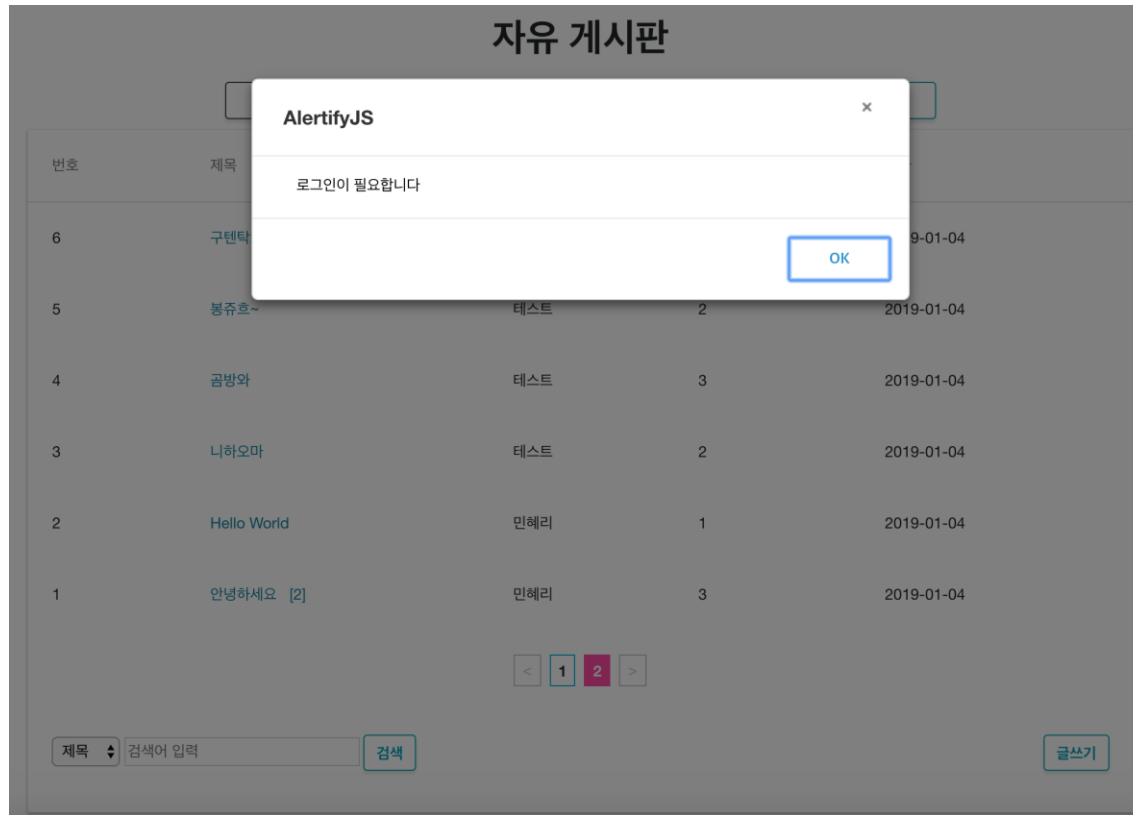 자유 게시판
AlertifyJS ×
로그인이 필요합니다
OK
번호 제목
6 구텐탁 9-01-04
5 봉쥬흐~ 테스트 2 2019-01-04
4 곰방와 테스트 3 2019-01-04
3 니하오마 테스트 2 2019-01-04
2 Hello World 민혜리 1 2019-01-04
1 안녕하세요 [2] 민혜리 3 2019-01-04
< 1 2 >
제목 검색어 입력 검색 글쓰기